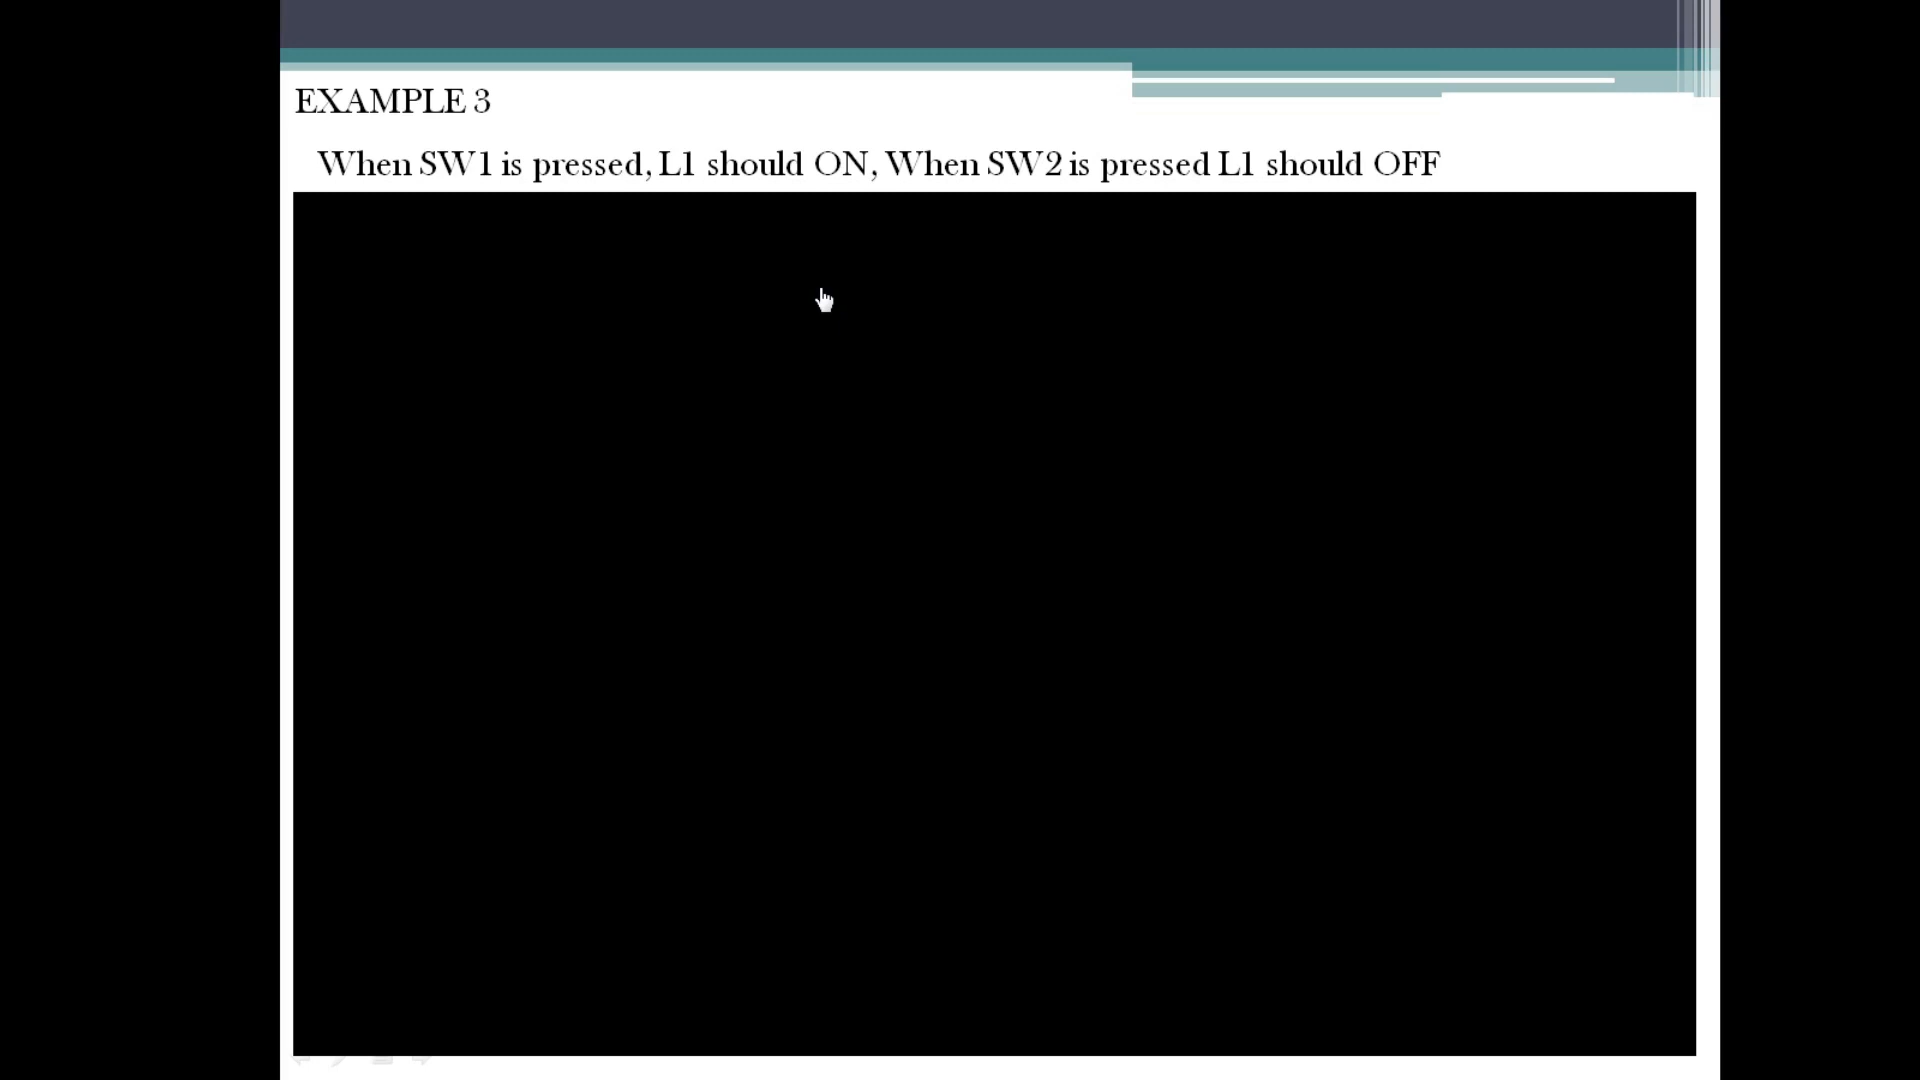 EXAMPLE 3
When SW1 is pressed, L1 should ON, When SW2 is pressed L1 should OFF